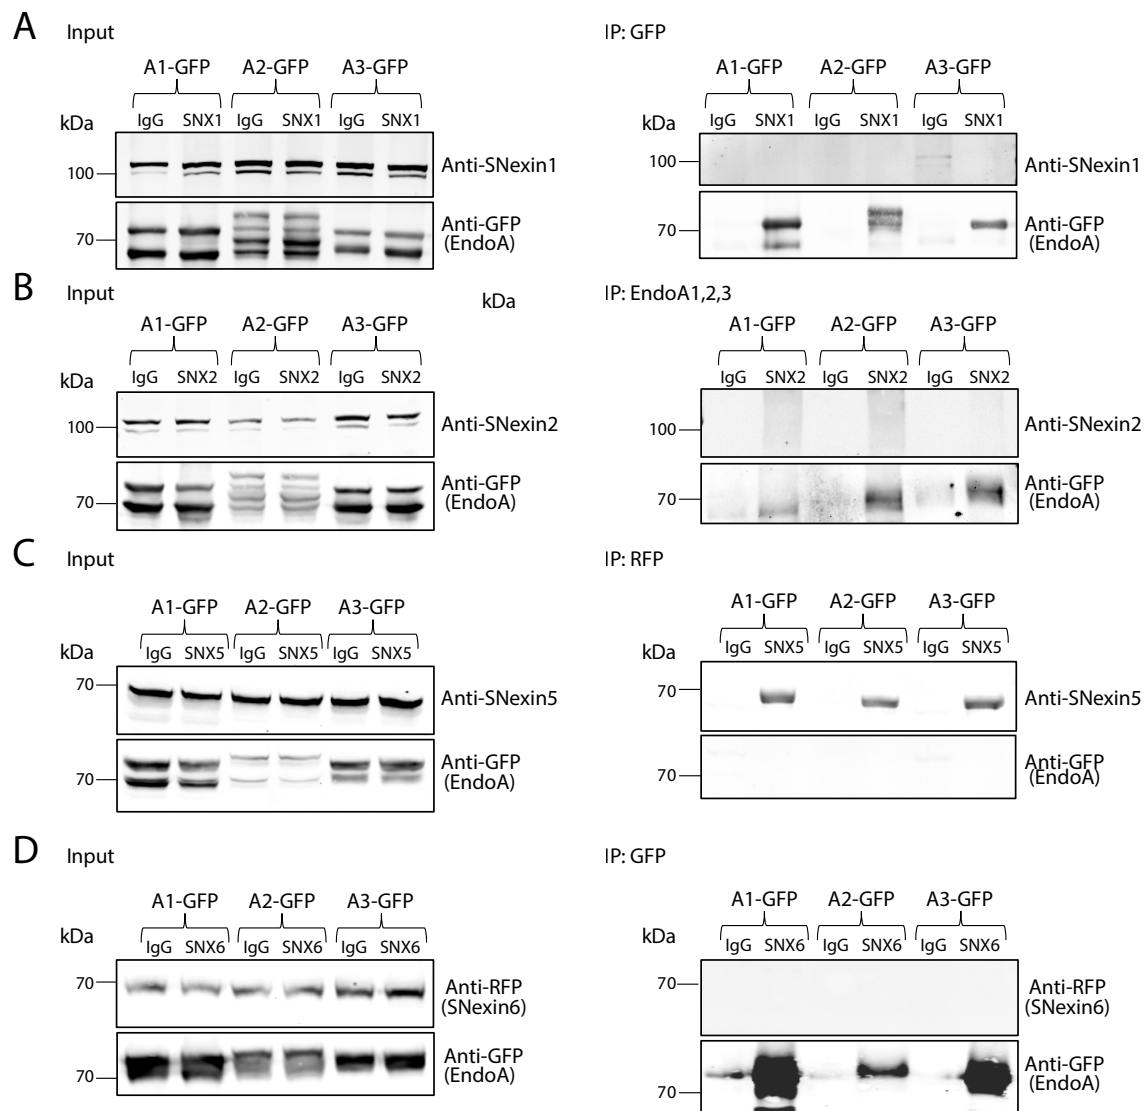 A Input IP: GFP
A1-GFP A2-GFP A3-GFP A1-GFP A2-GFP A3-GFP
kDa IgG SNX1 IgG SNX1 IgG SNX1 kDa IgG SNX1 IgG SNX1 IgG SNX1
100 Anti-SNexin1 100 Anti-SNexin1
70 Anti-GFP 70 Anti-GFP
(EndoA) (EndoA)
B Input kDa IP: EndoA1,2,3
A1-GFP A2-GFP A3-GFP A1-GFP A2-GFP A3-GFP
kDa IgG SNX2 IgG SNX2 IgG SNX2 kDa IgG SNX2 IgG SNX2 IgG SNX2
100 Anti-SNexin2 100 Anti-SNexin2
70 Anti-GFP 70 Anti-GFP
(EndoA) (EndoA)
C Input IP: RFP
A1-GFP A2-GFP A3-GFP A1-GFP A2-GFP A3-GFP
kDa IgG SNX5 IgG SNX5 IgG SNX5 kDa IgG SNX5 IgG SNX5 IgG SNX5
70 Anti-SNexin5 70 Anti-SNexin5
70 Anti-GFP 70 Anti-GFP
(EndoA) (EndoA)
D Input IP: GFP
A1-GFP A2-GFP A3-GFP A1-GFP A2-GFP A3-GFP
kDa IgG SNX6 IgG SNX6 IgG SNX6 kDa IgG SNX6 IgG SNX6 IgG SNX6
70 Anti-RFP 70 Anti-RFP
(SNexin6) (SNexin6)
70 Anti-GFP 70 Anti-GFP
(EndoA) (EndoA)